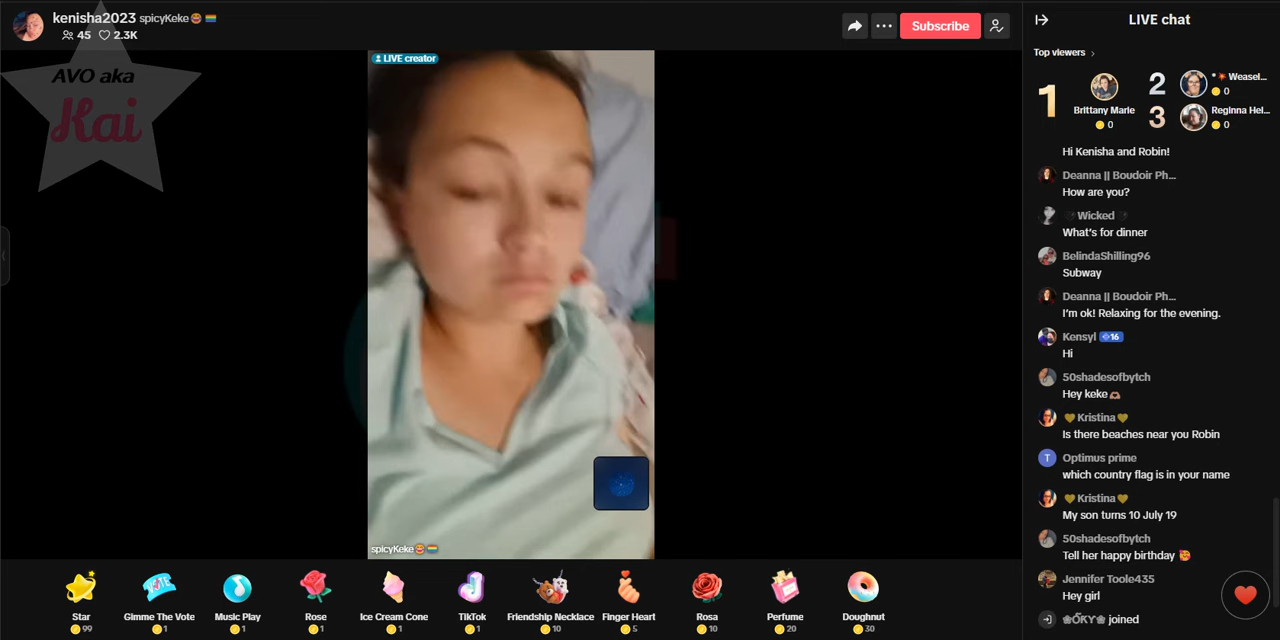 kenisha2023 spicyKeke
45 2.3K
Subscribe
AVO aka
Kai
LIVE creator
spicyKeke
Star
99
Gimme The Vote
1
Music Play
1
Rose
1
Ice Cream Cone
1
TikTok
1
Friendship Necklace
10
Finger Heart
5
Rosa
10
Perfume
20
Doughnut
30
LIVE chat
Top viewers
1
Brittany Marie
0
2
Weasel...
0
3
Reginna Hel...
0
Hi Kenisha and Robin!
Deanna || Boudoir Ph...
How are you?
Wicked
What's for dinner
BelindaShilling96
Subway
Deanna || Boudoir Ph...
I'm ok! Relaxing for the evening.
Kensyl 16
Hi
50shadesofbytch
Hey keke
Kristina
Is there beaches near you Robin
T Optimus prime
which country flag is in your name
Kristina
My son turns 10 July 19
50shadesofbytch
Tell her happy birthday
Jennifer Toole435
Hey girl
joined